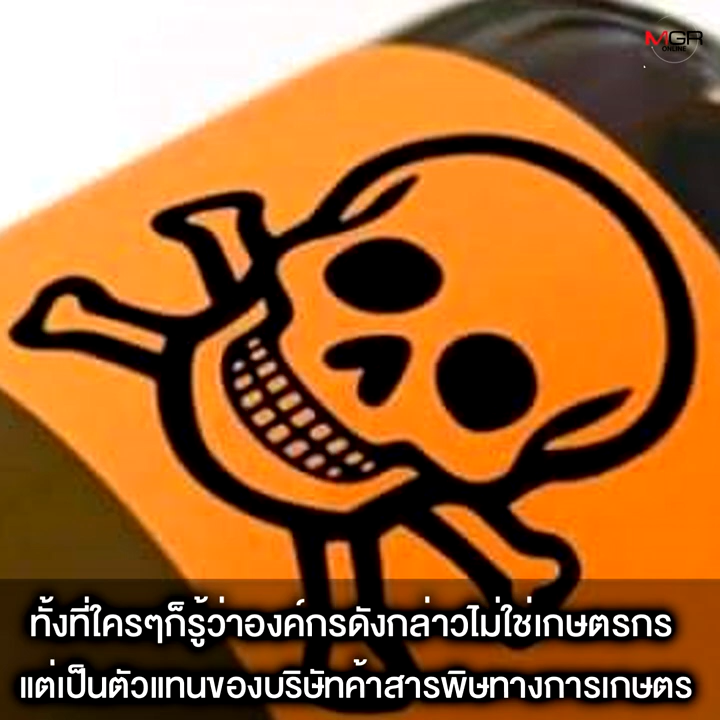 MGR
ONLINE
ทั้งที่ใครๆก็รู้ว่าองค์กรดังกล่าวไม่ใช่เกษตรกร
แต่เป็นตัวแทนของบริษัทค้าสารพิษทางการเกษตร